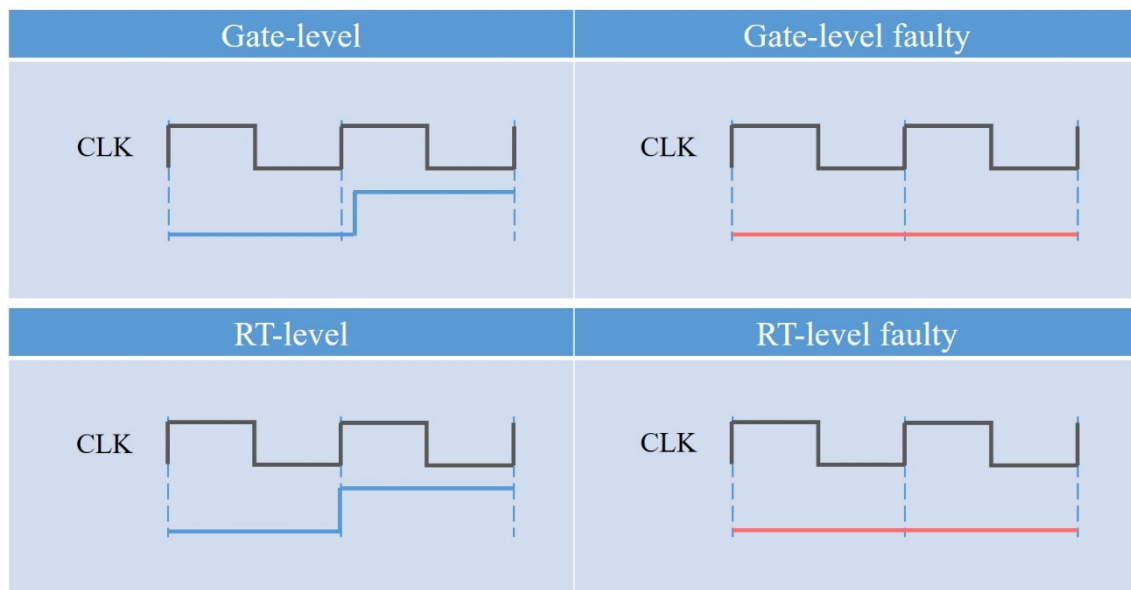 Gate-level
Gate-level faulty
CLK
CLK
RT-level
RT-level faulty
CLK
CLK